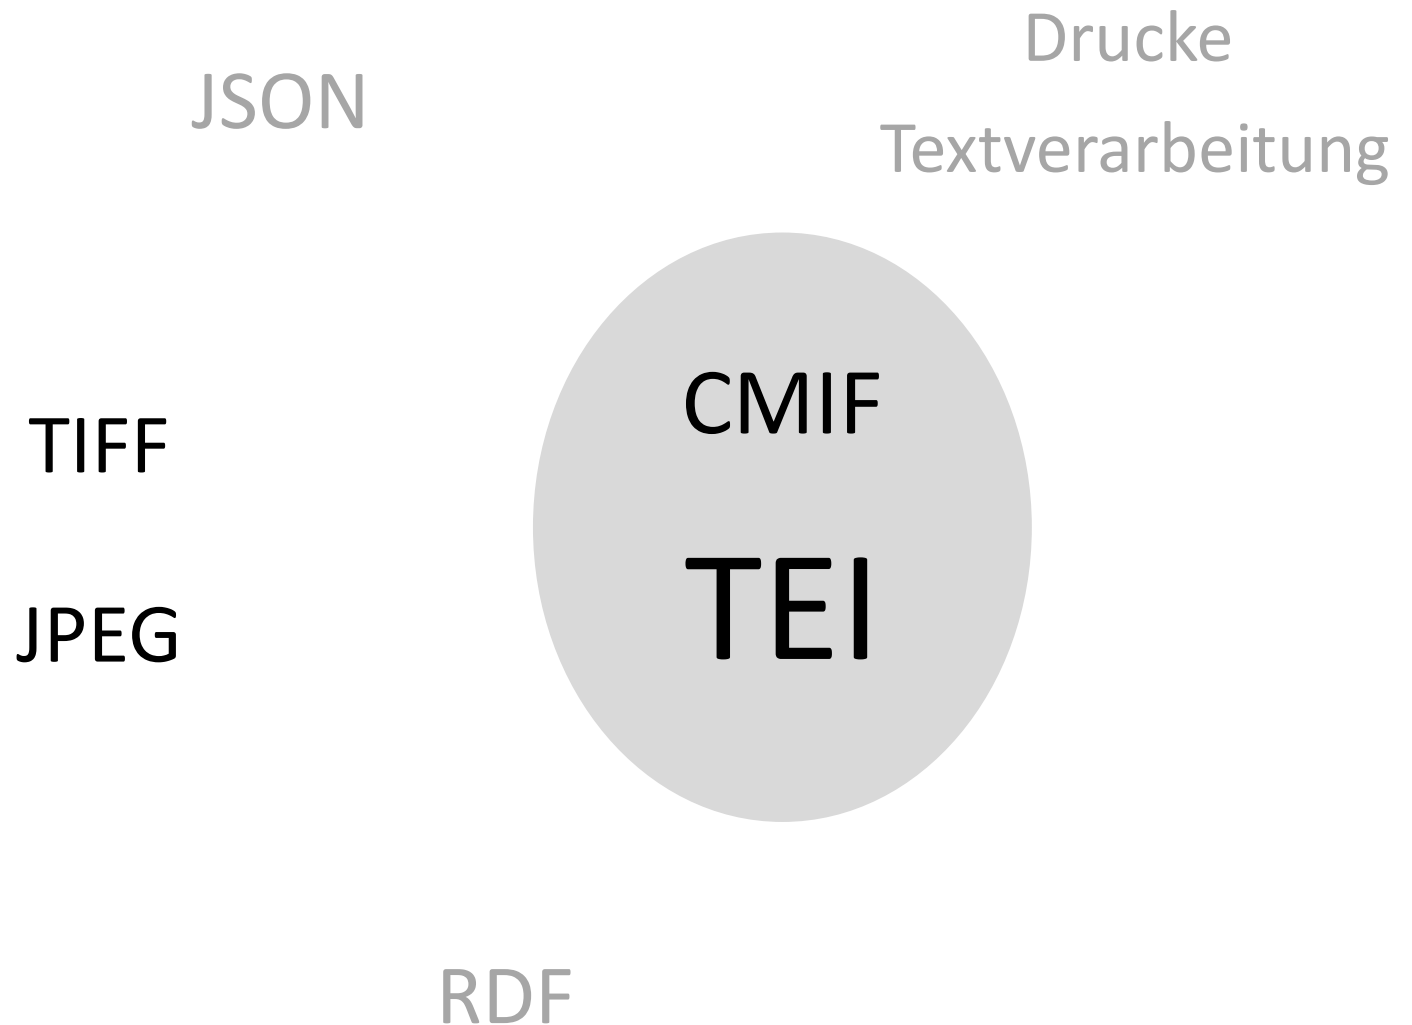 Drucke
JSON
Textverarbeitung
CMIF
TIFF
TEI
JPEG
RDF